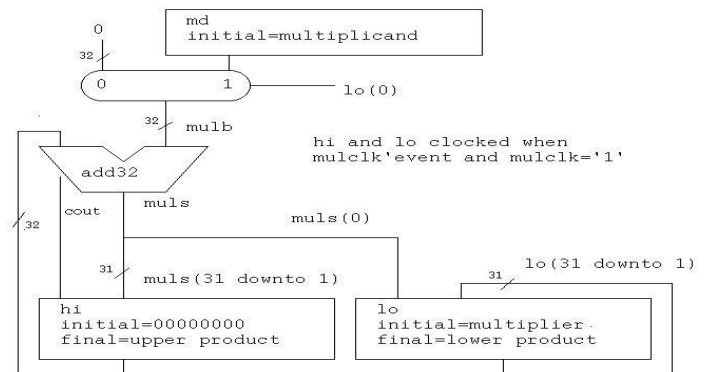 md
initial=multiplicand
0
32
0 1
lo(0)
32
mulb
hi and lo clocked when
mulclk'event and mulclk='1'
add32
muls
cout
32
muls(0)
31
muls(31 downto 1)
lo(31 downto 1)
31
hi
initial=00000000
final=upper product
lo
initial=multiplier
final=lower product